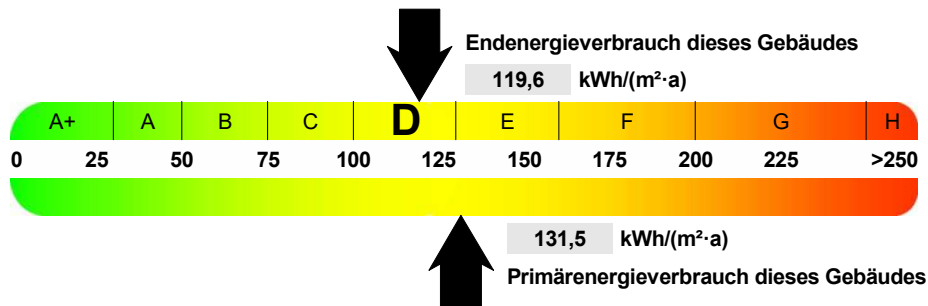 Endenergieverbrauch dieses Gebäudes
119,6 kWh/(m²·a)
A+ A B C D E F G H
0 25 50 75 100 125 150 175 200 225 >250
131,5 kWh/(m²·a)
Primärenergieverbrauch dieses Gebäudes